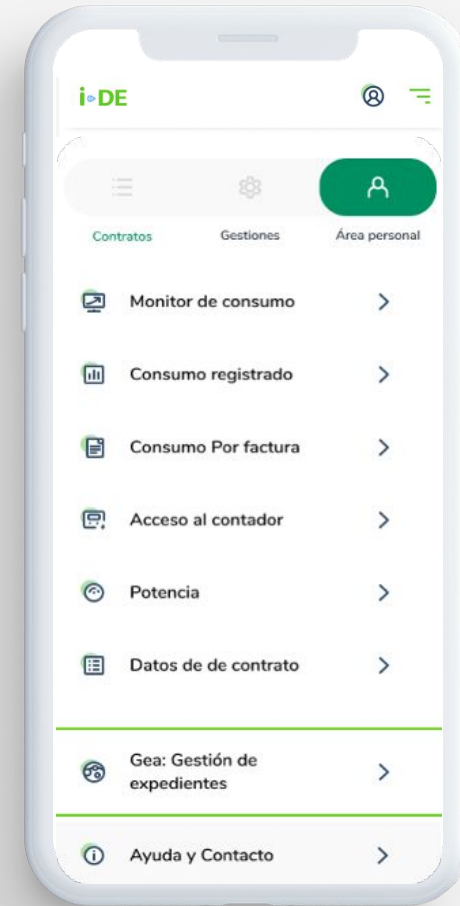 i-DE
Contratos
Gestiones
Área personal
Monitor de consumo
Consumo registrado
Consumo Por factura
Acceso al contador
Potencia
Datos de de contrato
Gea: Gestión de
expedientes
Ayuda y Contacto